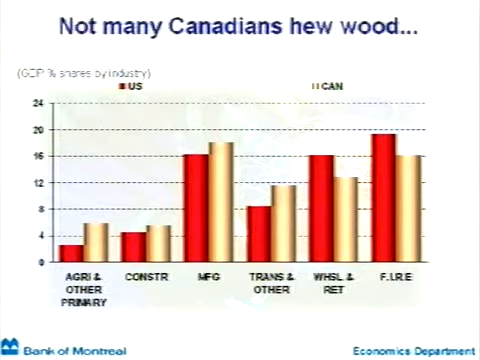 Not many Canadians hew wood...
(GDP % shares by industry)
US CAN
24
20
16
12
8
4
0
AGRI & OTHER PRIMARY
CONSTR
MFG
TRANS & OTHER
WHSL & RET
F.I.R.E
Bank of Montreal
Economics Department